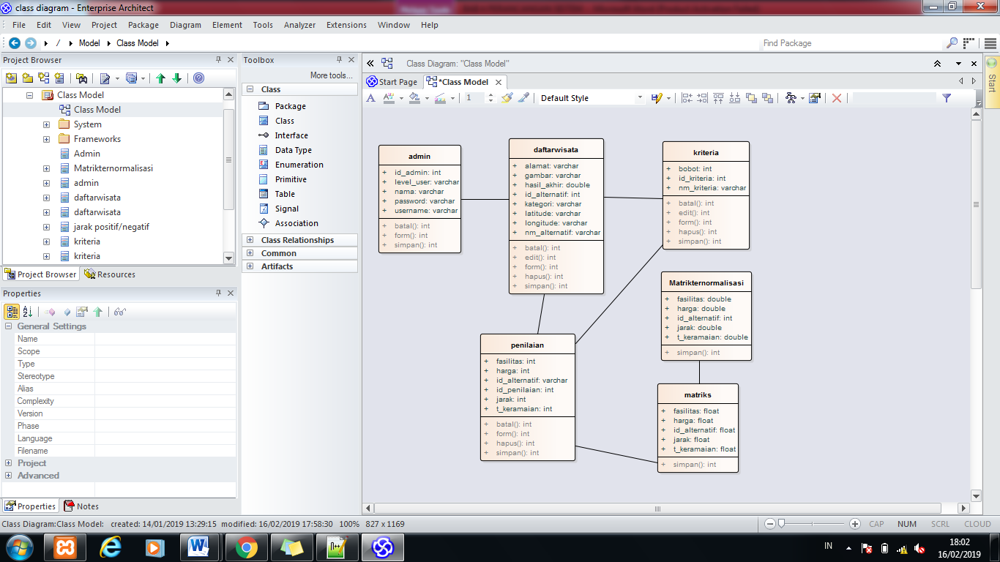 class diagram - Enterprise Architect
File Edit View Project Package Diagram Element Tools Analyzer Extensions Window Help
/ Model Class Model
Find Package
Project Browser
Class Model
Class Model
System
Frameworks
Admin
Matrikternormalisasi
admin
daftarwisata
daftarwisata
jarak positif/negatif
kriteria
kriteria
Project Browser Resources
Properties
General Settings
Name
Scope
Type
Stereotype
Alias
Complexity
Version
Phase
Language
Filename
Project
Advanced
Properties Notes
Toolbox
More tools...
Class
Package
Class
Interface
Data Type
Enumeration
Primitive
Table
Signal
Association
Class Relationships
Common
Artifacts
Class Diagram: "Class Model"
Start Page *Class Model
1 Default Style
Start
admin
+ id_admin: int
+ level_user: varchar
+ nama: varchar
+ password: varchar
+ username: varchar
+ batal(): int
+ form(): int
+ simpan(): int
daftarwisata
+ alamat: varchar
+ gambar: varchar
+ hasil_akhir: double
+ id_alternatif: int
+ kategori: varchar
+ latitude: varchar
+ longitude: varchar
+ nm_alternatif: varchar
+ batal(): int
+ edit(): int
+ form(): int
+ hapus(): int
+ simpan(): int
kriteria
+ bobot: int
+ id_kriteria: int
+ nm_kriteria: varchar
+ batal(): int
+ edit(): int
+ form(): int
+ hapus(): int
+ simpan(): int
Matrikternormalisasi
+ fasilitas: double
+ harga: double
+ id_alternatif: int
+ jarak: double
+ t_keramaian: double
+ simpan(): int
penilaian
+ fasilitas: int
+ harga: int
+ id_alternatif: varchar
+ id_penilaian: int
+ jarak: int
+ t_keramaian: int
+ batal(): int
+ form(): int
+ hapus(): int
+ simpan(): int
matriks
+ fasilitas: float
+ harga: float
+ id_alternatif: float
+ jarak: float
+ t_keramaian: float
+ simpan(): int
Class Diagram:Class Model: created: 14/01/2019 13:29:15 modified: 16/02/2019 17:58:30 100% 827 x 1169
CAP NUM SCRL CLOUD
IN
18:02
16/02/2019